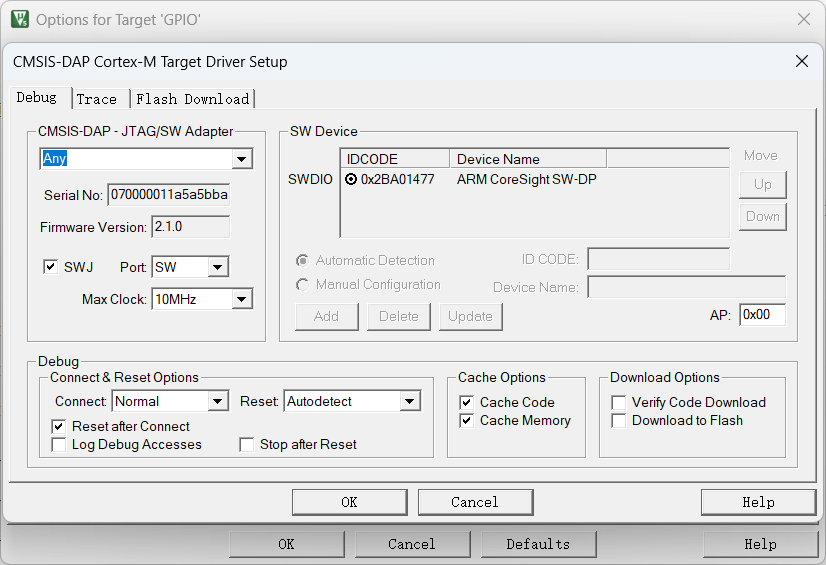 Options for Target 'GPIO'
CMSIS-DAP Cortex-M Target Driver Setup
Debug
Trace
Flash Download
CMSIS-DAP - JTAG/SW Adapter
Any
Serial No: 070000011a5a5bba
Firmware Version: 2.1.0
SWJ Port: SW
Max Clock: 10MHz
SW Device
IDCODE Device Name
SWDIO 0x2BA01477 ARM CoreSight SW-DP
Move
Up
Down
Automatic Detection ID CODE:
Manual Configuration Device Name:
Add Delete Update AP: 0x00
Debug
Connect & Reset Options
Connect: Normal Reset: Autodetect
Reset after Connect
Log Debug Accesses Stop after Reset
Cache Options
Cache Code
Cache Memory
Download Options
Verify Code Download
Download to Flash
OK Cancel Help
OK Cancel Defaults Help